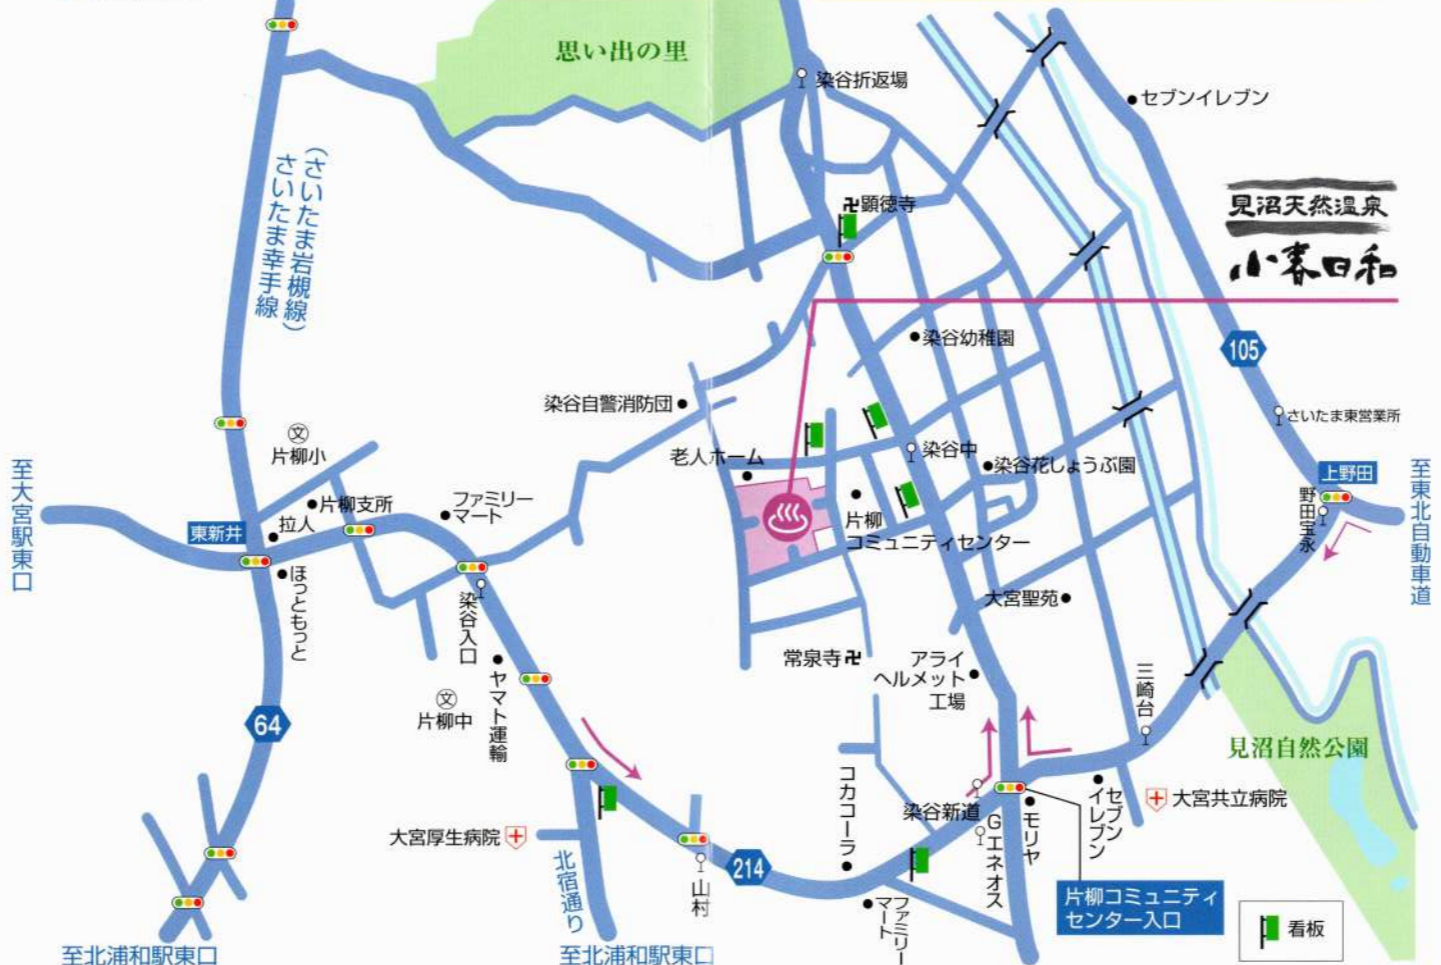 思い出の里
染谷折返場
セブンイレブン
(さいたま岩槻線)
さいたま幸手線
卍顕徳寺
見沼天然温泉
小春日和
105
染谷幼稚園
染谷自警消防団
さいたま東営業所
片柳小
文
老人ホーム
染谷中
染谷花しょうぶ園
上野田
至大宮駅東口
至東北自動車道
片柳支所
ファミリー
マート
拉人
東新井
野田宝永
片柳
コミュニティセンター
ほっともっと
染谷入口
大宮聖苑
常泉寺卍
アライ
ヘルメット
工場
三崎台
文
片柳中
ヤマト運輸
64
見沼自然公園
コカコーラ
染谷新道
Gエネオス
モリヤ
セブン
イレブン
大宮共立病院
大宮厚生病院
北宿通り
山村
214
ファミリー
マート
片柳コミュニティ
センター入口
看板
至北浦和駅東口
至北浦和駅東口